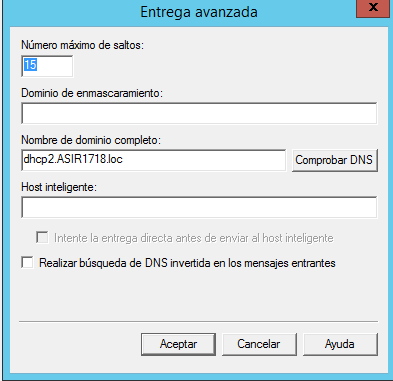 Entrega avanzada
x
Número máximo de saltos:
15
Dominio de enmascaramiento:
Nombre de dominio completo:
dhcp2.ASIR1718.loc
Comprobar DNS
Host inteligente:
Intente la entrega directa antes de enviar al host inteligente
Realizar búsqueda de DNS invertida en los mensajes entrantes
Aceptar
Cancelar
Ayuda